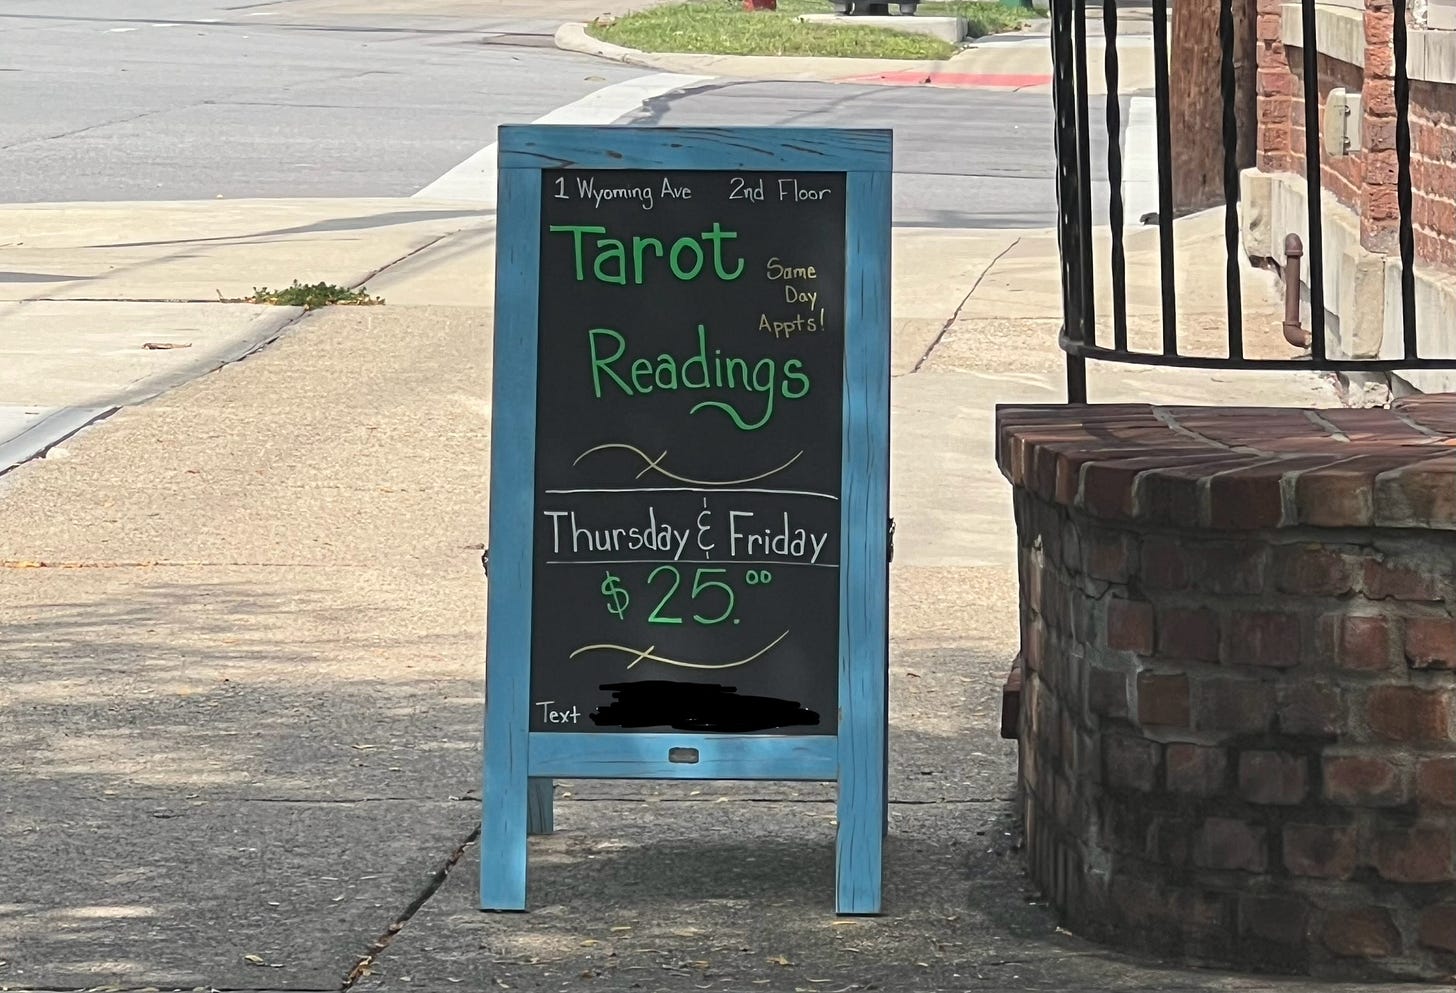 1 Wyoming Ave 2nd Floor
Tarot
Same
Day
Appts!
Readings
Thursday & Friday
$25.00
Text